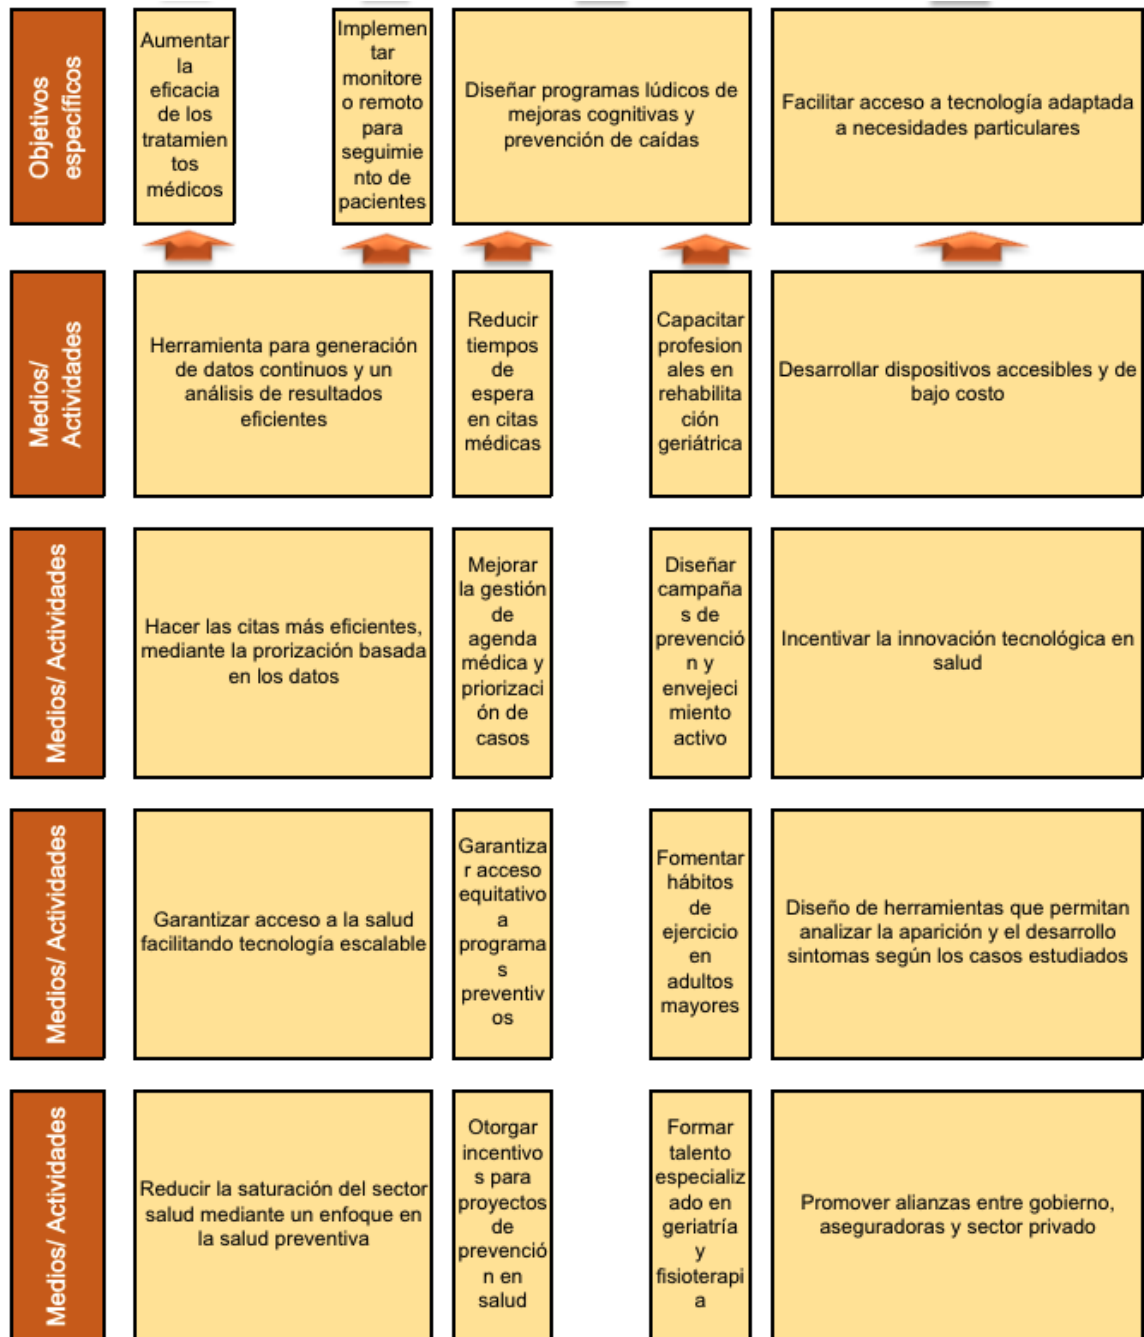 Objetivos
específicos
Aumentar
la
eficacia
de los
tratamien
tos
médicos
Implemen
tar
monitore
o remoto
para
seguimie
nto de
pacientes
Diseñar programas lúdicos de
mejoras cognitivas y
prevención de caídas
Facilitar acceso a tecnología adaptada
a necesidades particulares
Medios/
Actividades
Herramienta para generación
de datos continuos y un
análisis de resultados
eficientes
Reducir
tiempos
de
espera
en citas
médicas
Capacitar
profesion
ales en
rehabilita
ción
geriátrica
Desarrollar dispositivos accesibles y de
bajo costo
Medios/ Actividades
Hacer las citas más eficientes,
mediante la prorización basada
en los datos
Mejorar
la gestión
de
agenda
médica y
priorizaci
ón de
casos
Diseñar
campaña
s de
prevenció
n y
envejeci
miento
activo
Incentivar la innovación tecnológica en
salud
Medios/ Actividades
Garantizar acceso a la salud
facilitando tecnología escalable
Garantiza
r acceso
equitativo
a
programa
s
preventiv
os
Fomentar
hábitos
de
ejercicio
en
adultos
mayores
Diseño de herramientas que permitan
analizar la aparición y el desarrollo
sintomas según los casos estudiados
Medios/ Actividades
Reducir la saturación del sector
salud mediante un enfoque en
la salud preventiva
Otorgar
incentivo
s para
proyectos
de
prevenció
n en
salud
Formar
talento
especializ
ado en
geriatría
y
fisioterapi
a
Promover alianzas entre gobierno,
aseguradoras y sector privado